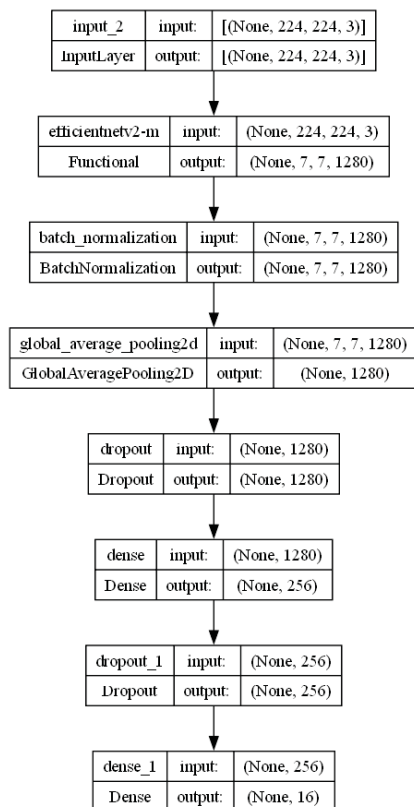 input_2 input: [(None, 224, 224, 3)]
InputLayer output: [(None, 224, 224, 3)]
efficientnetv2-m input: (None, 224, 224, 3)
Functional output: (None, 7, 7, 1280)
batch_normalization input: (None, 7, 7, 1280)
BatchNormalization output: (None, 7, 7, 1280)
global_average_pooling2d input: (None, 7, 7, 1280)
GlobalAveragePooling2D output: (None, 1280)
dropout input: (None, 1280)
Dropout output: (None, 1280)
dense input: (None, 1280)
Dense output: (None, 256)
dropout_1 input: (None, 256)
Dropout output: (None, 256)
dense_1 input: (None, 256)
Dense output: (None, 16)